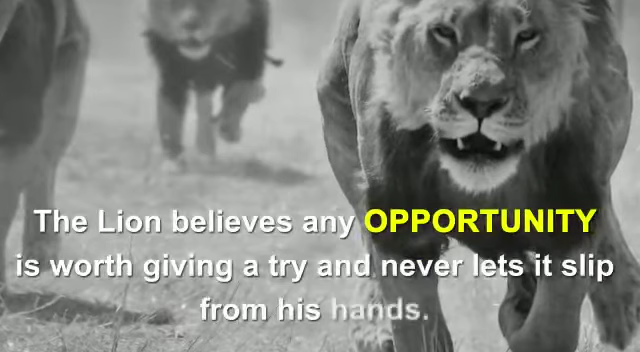 The Lion believes any OPPORTUNITY
is worth giving a try and never lets it slip
from his hands.